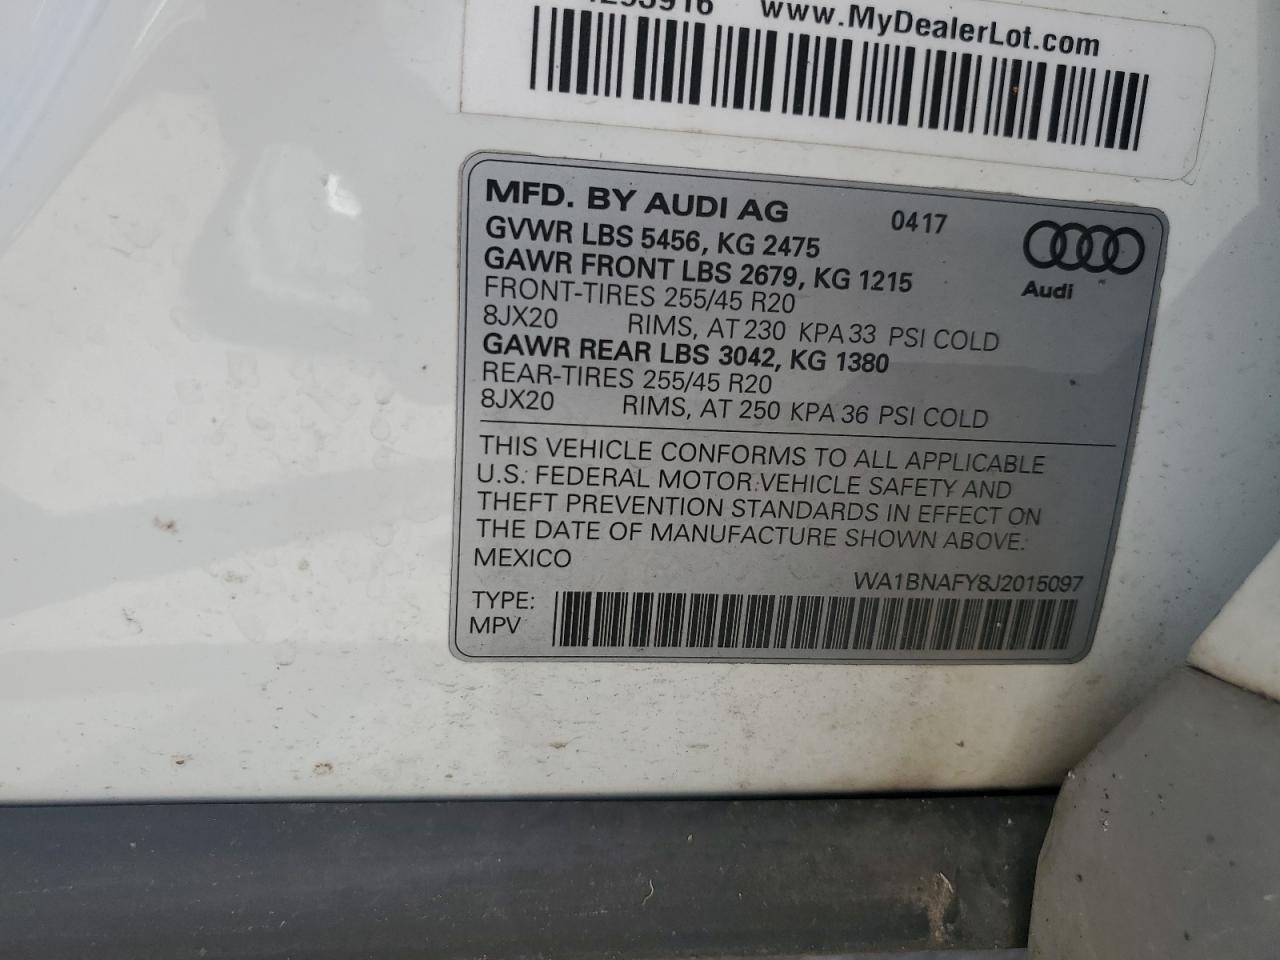 www.MyDealerLot.com
MFD. BY AUDI AG 0417
GVWR LBS 5456, KG 2475
GAWR FRONT LBS 2679, KG 1215
FRONT-TIRES 255/45 R20
8JX20 RIMS, AT 230 KPA 33 PSI COLD
GAWR REAR LBS 3042, KG 1380
REAR-TIRES 255/45 R20
8JX20 RIMS, AT 250 KPA 36 PSI COLD
Audi
THIS VEHICLE CONFORMS TO ALL APPLICABLE
U.S. FEDERAL MOTOR VEHICLE SAFETY AND
THEFT PREVENTION STANDARDS IN EFFECT ON
THE DATE OF MANUFACTURE SHOWN ABOVE.
MEXICO
WA1BNAFY8J2015097
TYPE:
MPV